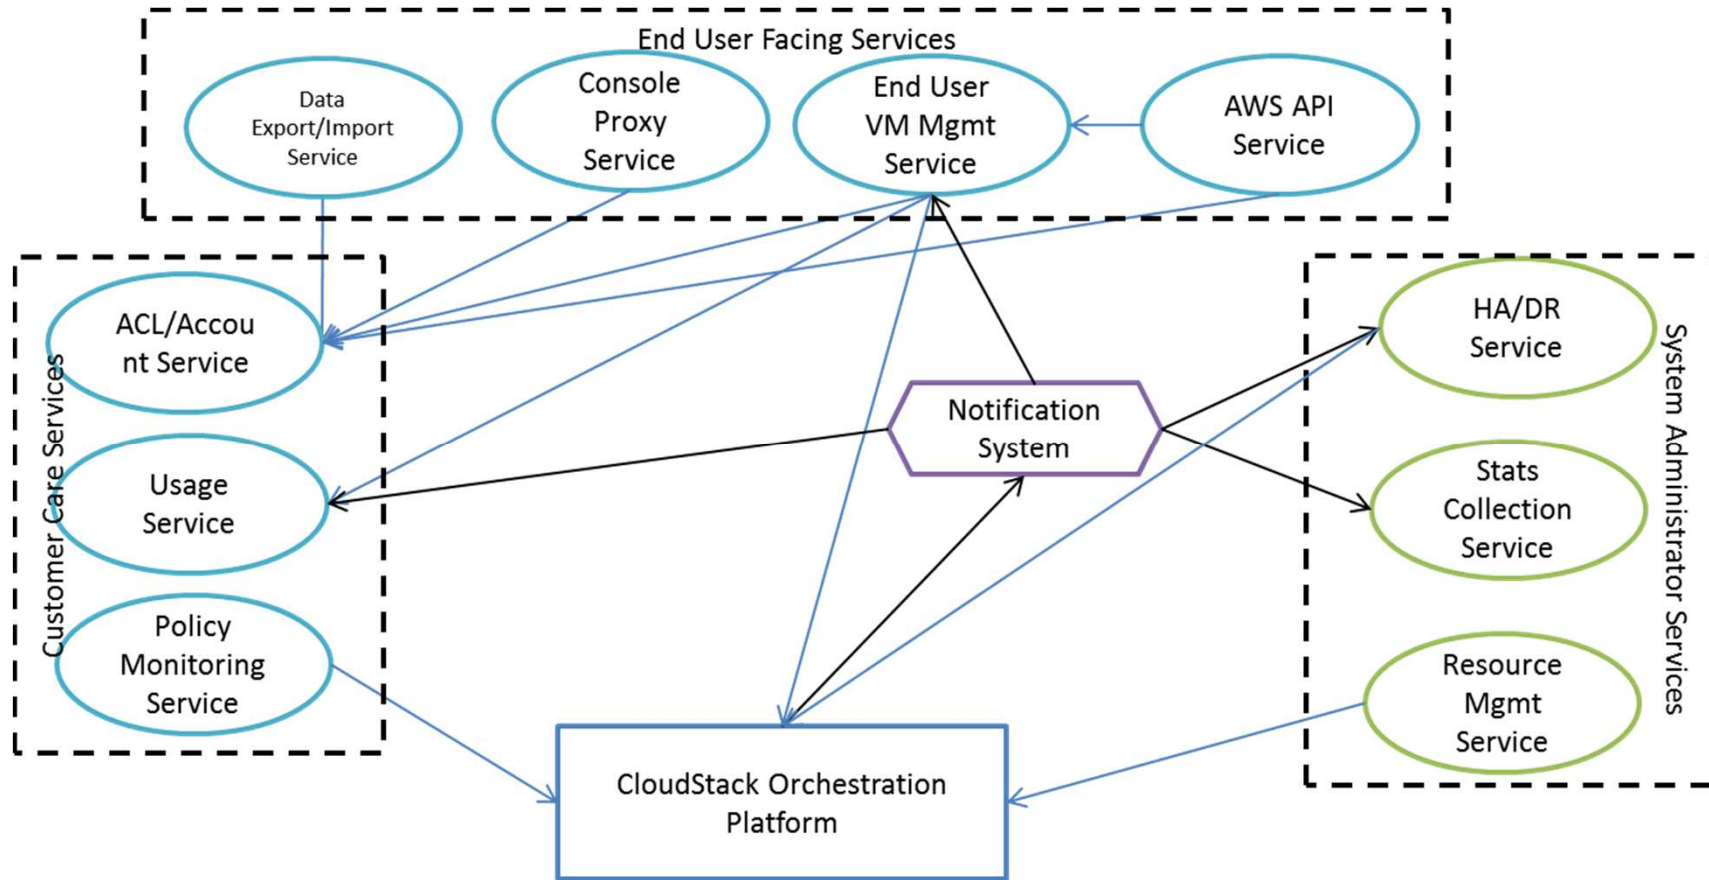 End User Facing Services
Data
Export/Import
Service
Console
Proxy
Service
End User
VM Mgmt
Service
AWS API
Service
Customer Care Services
ACL/Accou
nt Service
Usage
Service
Policy
Monitoring
Service
Notification
System
System Administrator Services
HA/DR
Service
Stats
Collection
Service
Resource
Mgmt
Service
CloudStack Orchestration
Platform